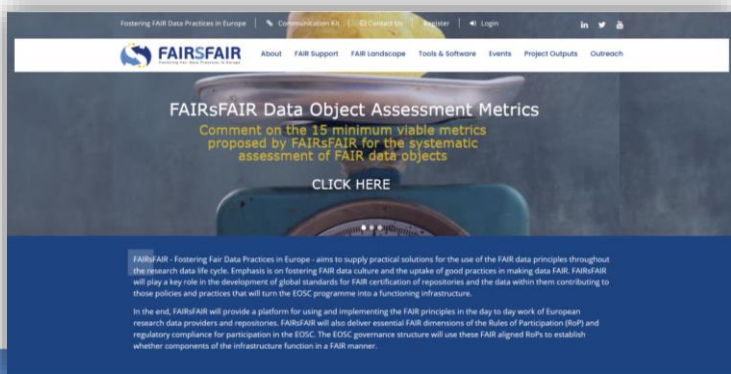 Fostering FAIR Data Practices in Europe
Communication Kit
Contact Us
Register
Login
FAIRSFAIR
Fostering Fair Data Practices in Europe
About
FAIR Support
FAIR Landscape
Tools & Software
Events
Project Outputs
Outreach
FAIRsFAIR Data Object Assessment Metrics
Comment on the 15 minimum viable metrics
proposed by FAIRsFAIR for the systematic
assessment of FAIR data objects
CLICK HERE
FAIRsFAIR - Fostering Fair Data Practices in Europe - aims to supply practical solutions for the use of the FAIR data principles throughout
the research data life cycle. Emphasis is on fostering FAIR data culture and the uptake of good practices in making data FAIR. FAIRsFAIR
will play a key role in the development of global standards for FAIR certification of repositories and the data within them contributing to
those policies and practices that will turn the EOSC programme into a functioning infrastructure.
In the end, FAIRsFAIR will provide a platform for using and implementing the FAIR principles in the day to day work of European
research data providers and repositories. FAIRsFAIR will also deliver essential FAIR dimensions of the Rules of Participation (RoP) and
regulatory compliance for participation in the EOSC. The EOSC governance structure will use these FAIR aligned RoPs to establish
whether components of the infrastructure function in a FAIR manner.